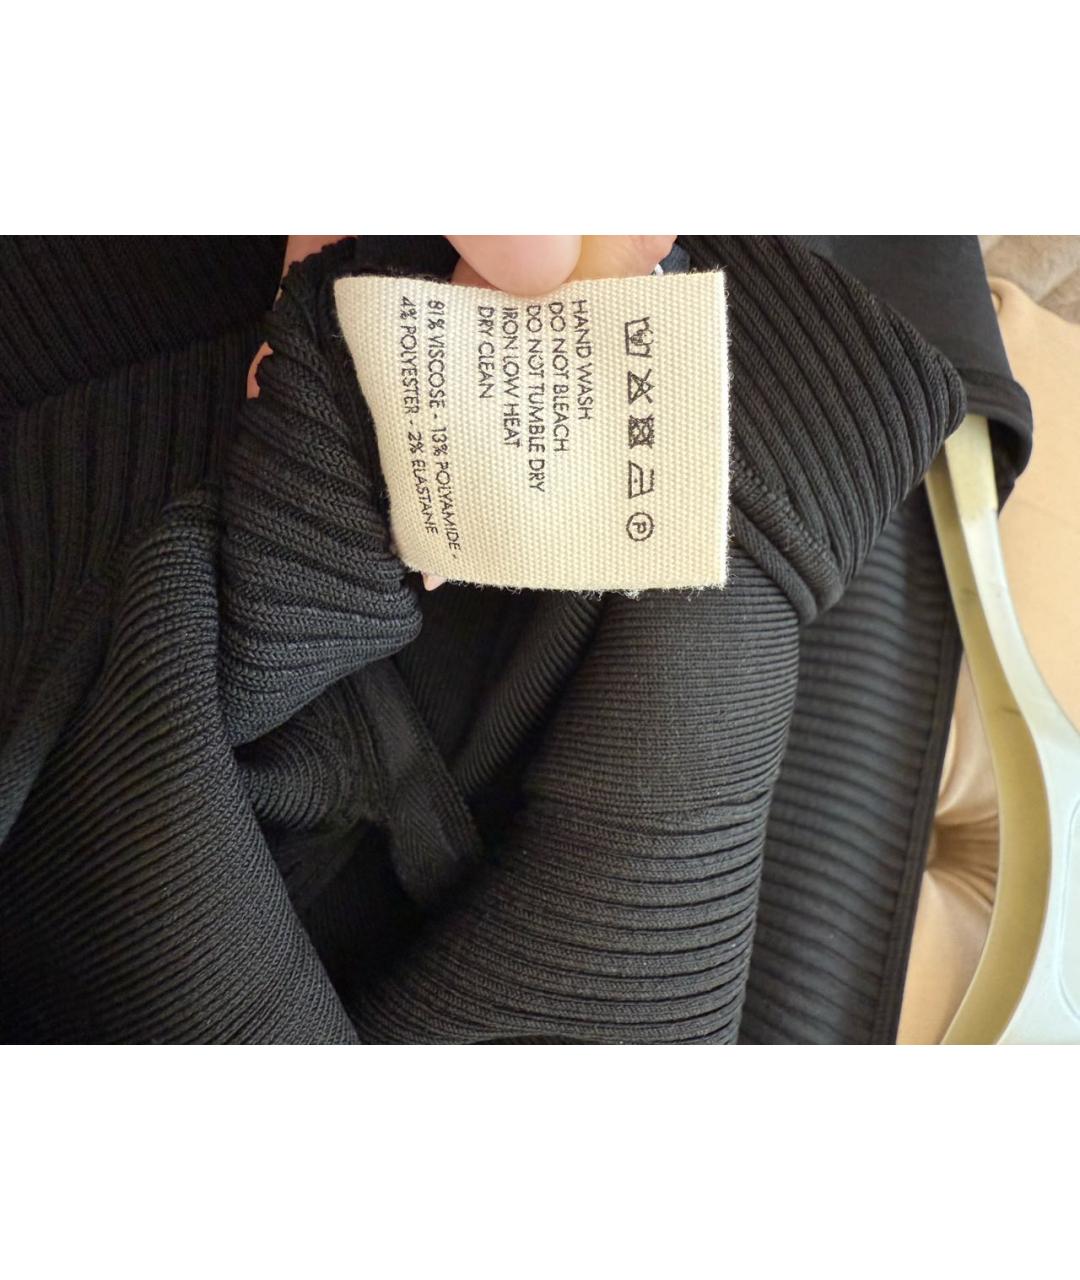 HAND WASH
DO NOT BLEACH
DO NOT TUMBLE DRY
IRON LOW HEAT
DRY CLEAN
81% VISCOSE - 13% POLYAMIDE -
4% POLYESTER - 2% ELASTANE
P